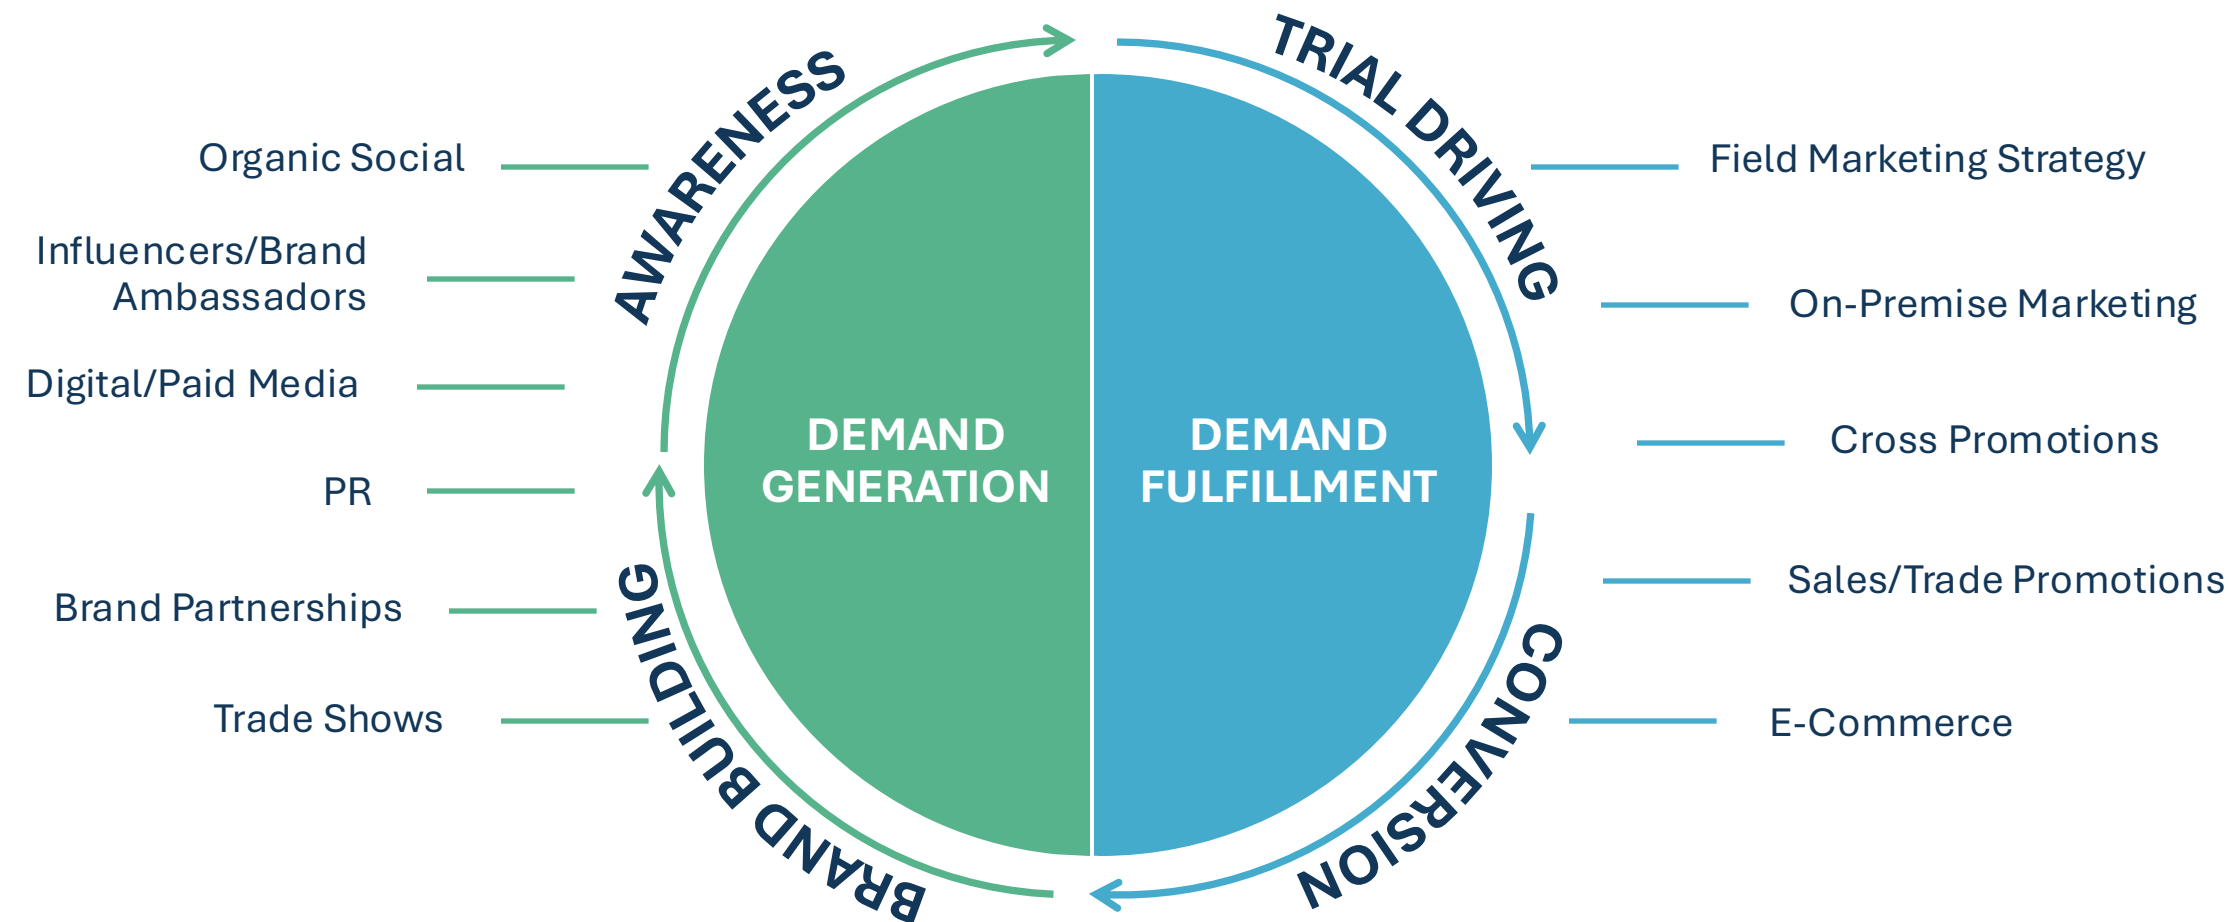 AWARENESS
TRIAL DRIVING
Organic Social
Influencers/Brand
Ambassadors
Digital/Paid Media
PR
Brand Partnerships
Trade Shows
BRAND BUILDING
DEMAND
GENERATION
DEMAND
FULFILLMENT
Field Marketing Strategy
On-Premise Marketing
Cross Promotions
Sales/Trade Promotions
E-Commerce
CONVERSION